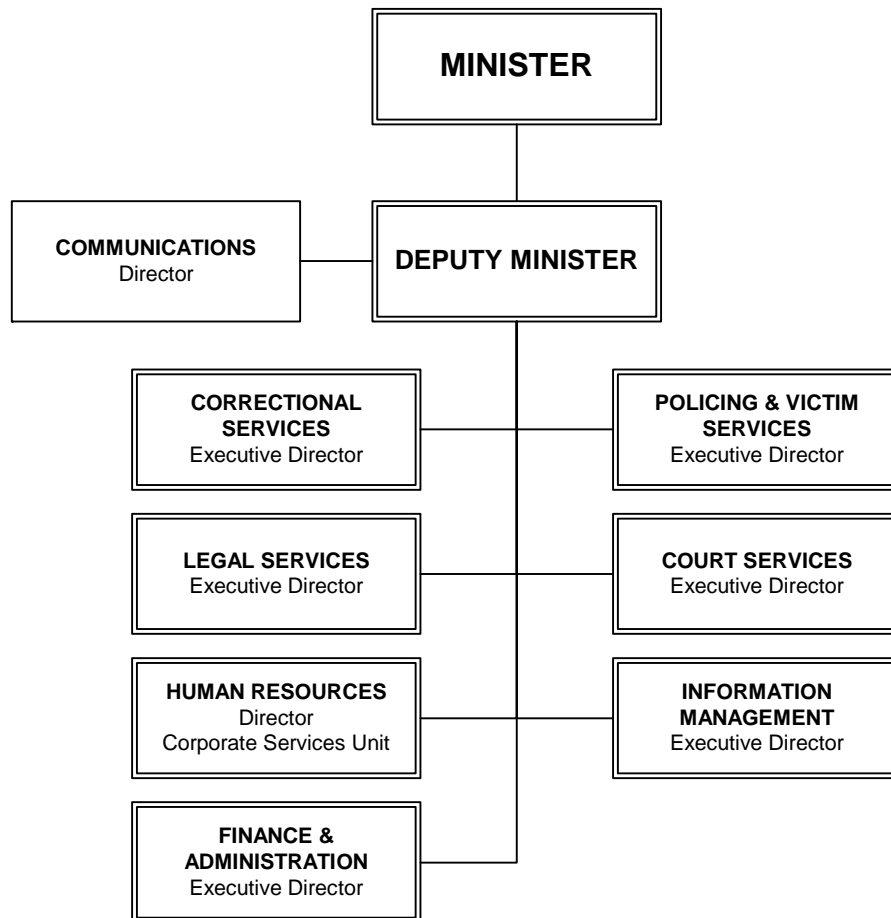 MINISTER
COMMUNICATIONS
Director
DEPUTY MINISTER
CORRECTIONAL
SERVICES
Executive Director
POLICING & VICTIM
SERVICES
Executive Director
LEGAL SERVICES
Executive Director
COURT SERVICES
Executive Director
HUMAN RESOURCES
Director
Corporate Services Unit
INFORMATION
MANAGEMENT
Executive Director
FINANCE &
ADMINISTRATION
Executive Director